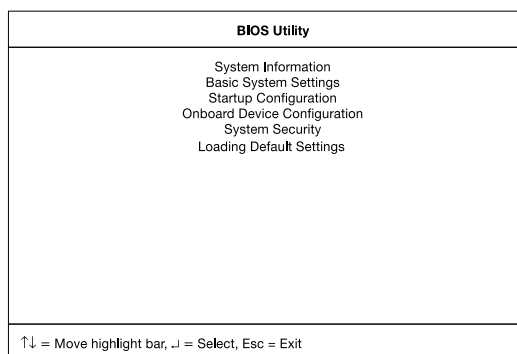 BIOS Utility
System Information
Basic System Settings
Startup Configuration
Onboard Device Configuration
System Security
Loading Default Settings
↑↓ = Move highlight bar, ↵ = Select, Esc = Exit